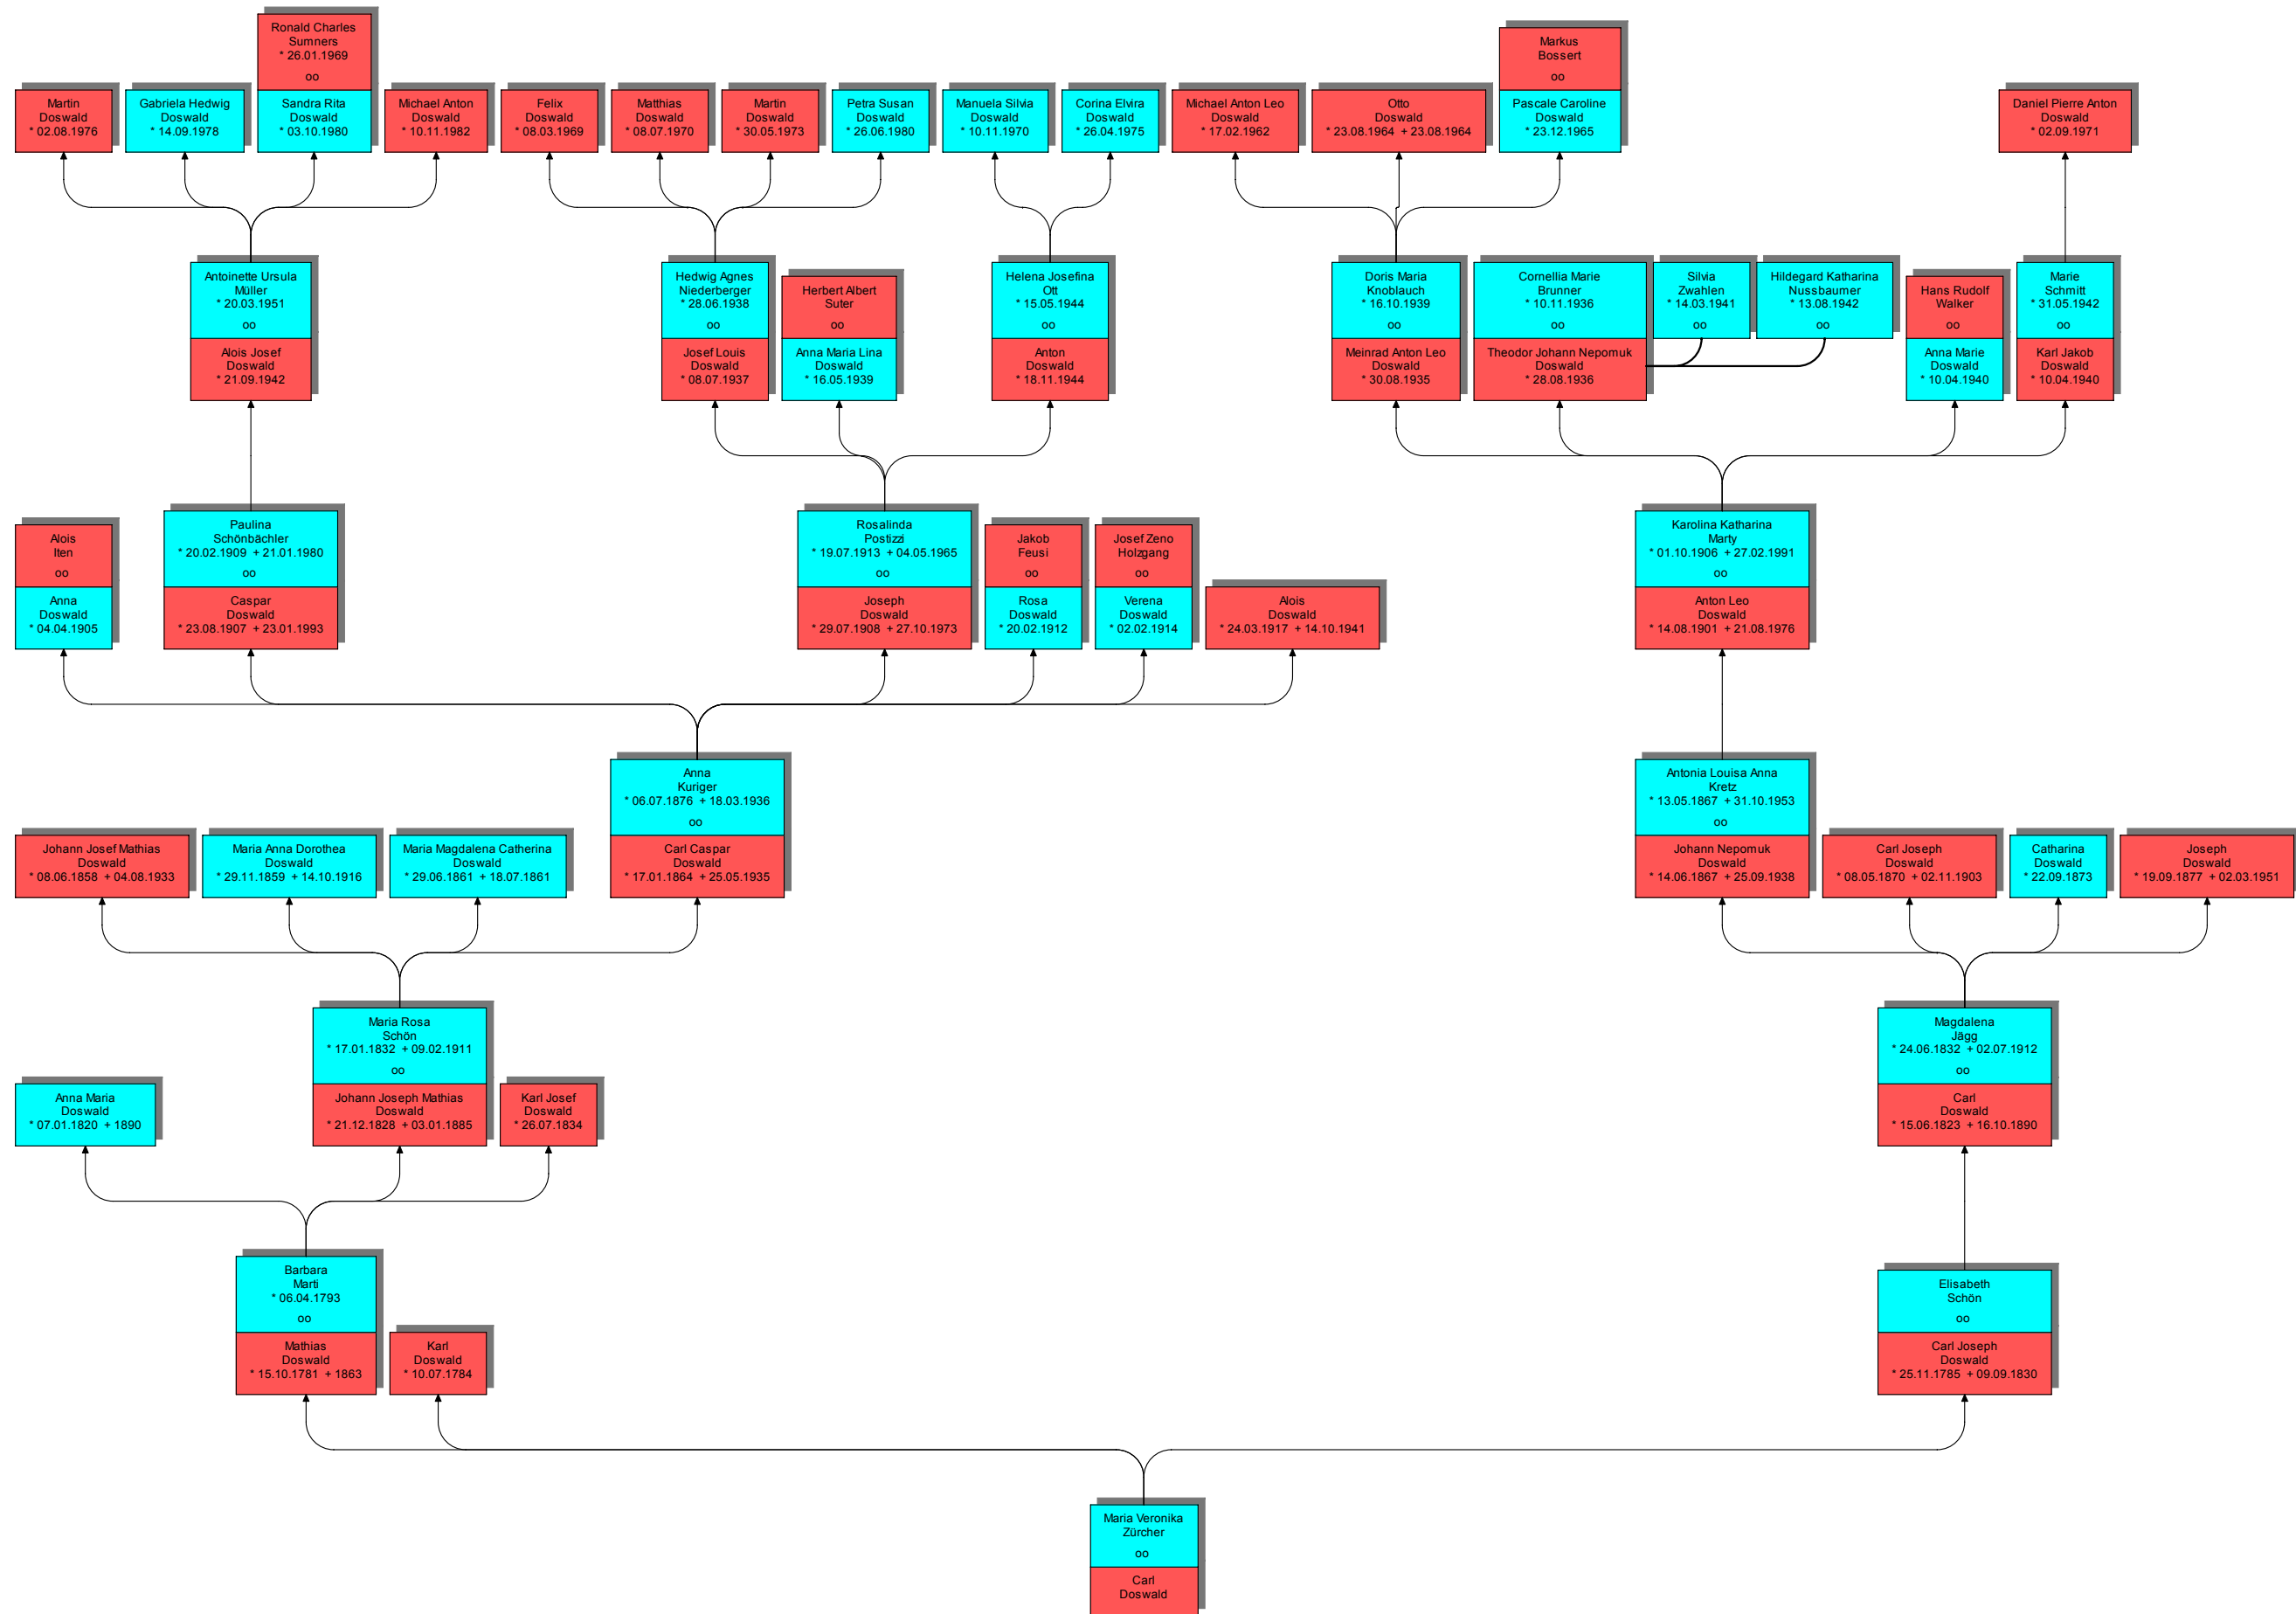 Ronald Charles
Sumners
* 26.01.1969
oo
Markus
Bossert
oo
Martin
Doswald
* 02.08.1976
Gabriela Hedwig
Doswald
* 14.09.1978
Sandra Rita
Doswald
* 03.10.1980
Michael Anton
Doswald
* 10.11.1982
Felix
Doswald
* 08.03.1969
Matthias
Doswald
* 08.07.1970
Martin
Doswald
* 30.05.1973
Petra Susan
Doswald
* 26.06.1980
Manuela Silvia
Doswald
* 10.11.1970
Corina Elvira
Doswald
* 26.04.1975
Michael Anton Leo
Doswald
* 17.02.1962
Otto
Doswald
* 23.08.1964 + 23.08.1964
Pascale Caroline
Doswald
* 23.12.1965
Daniel Pierre Anton
Doswald
* 02.09.1971
Antoinette Ursula
Müller
* 20.03.1951
oo
Alois Josef
Doswald
* 21.09.1942
Hedwig Agnes
Niederberger
* 28.06.1938
oo
Josef Louis
Doswald
* 08.07.1937
Herbert Albert
Suter
oo
Anna Maria Lina
Doswald
* 16.05.1939
Helena Josefina
Ott
* 15.05.1944
oo
Anton
Doswald
* 18.11.1944
Doris Maria
Knoblauch
* 16.10.1939
oo
Meinrad Anton Leo
Doswald
* 30.08.1935
Cornellia Marie
Brunner
* 10.11.1936
oo
Theodor Johann Nepomuk
Doswald
* 28.08.1936
Silvia
Zwahlen
* 14.03.1941
oo
Hildegard Katharina
Nussbaumer
* 13.08.1942
oo
Hans Rudolf
Walker
oo
Anna Marie
Doswald
* 10.04.1940
Marie
Schmitt
* 31.05.1942
oo
Karl Jakob
Doswald
* 10.04.1940
Alois
Iten
oo
Anna
Doswald
* 04.04.1905
Paulina
Schönbächler
* 20.02.1909 + 21.01.1980
oo
Caspar
Doswald
* 23.08.1907 + 23.01.1993
Rosalinda
Postizzi
* 19.07.1913 + 04.05.1965
oo
Joseph
Doswald
* 29.07.1908 + 27.10.1973
Jakob
Feusi
oo
Rosa
Doswald
* 20.02.1912
Josef Zeno
Holzgang
oo
Verena
Doswald
* 02.02.1914
Alois
Doswald
* 24.03.1917 + 14.10.1941
Karolina Katharina
Marty
* 01.10.1906 + 27.02.1991
oo
Anton Leo
Doswald
* 14.08.1901 + 21.08.1976
Johann Josef Mathias
Doswald
* 08.06.1858 + 04.08.1933
Maria Anna Dorothea
Doswald
* 29.11.1859 + 14.10.1916
Maria Magdalena Catherina
Doswald
* 29.06.1861 + 18.07.1861
Anna
Kuriger
* 06.07.1876 + 18.03.1936
oo
Carl Caspar
Doswald
* 17.01.1864 + 25.05.1935
Antonia Louisa Anna
Kretz
* 13.05.1867 + 31.10.1953
oo
Johann Nepomuk
Doswald
* 14.06.1867 + 25.09.1938
Carl Joseph
Doswald
* 08.05.1870 + 02.11.1903
Catharina
Doswald
* 22.09.1873
Joseph
Doswald
* 19.09.1877 + 02.03.1951
Anna Maria
Doswald
* 07.01.1820 + 1890
Maria Rosa
Schön
* 17.01.1832 + 09.02.1911
oo
Johann Joseph Mathias
Doswald
* 21.12.1828 + 03.01.1885
Karl Josef
Doswald
* 26.07.1834
Magdalena
Jägg
* 24.06.1832 + 02.07.1912
oo
Carl
Doswald
* 15.06.1823 + 16.10.1890
Barbara
Marti
* 06.04.1793
oo
Mathias
Doswald
* 15.10.1781 + 1863
Karl
Doswald
* 10.07.1784
Elisabeth
Schön
oo
Carl Joseph
Doswald
* 25.11.1785 + 09.09.1830
Maria Veronika
Zürcher
oo
Carl
Doswald